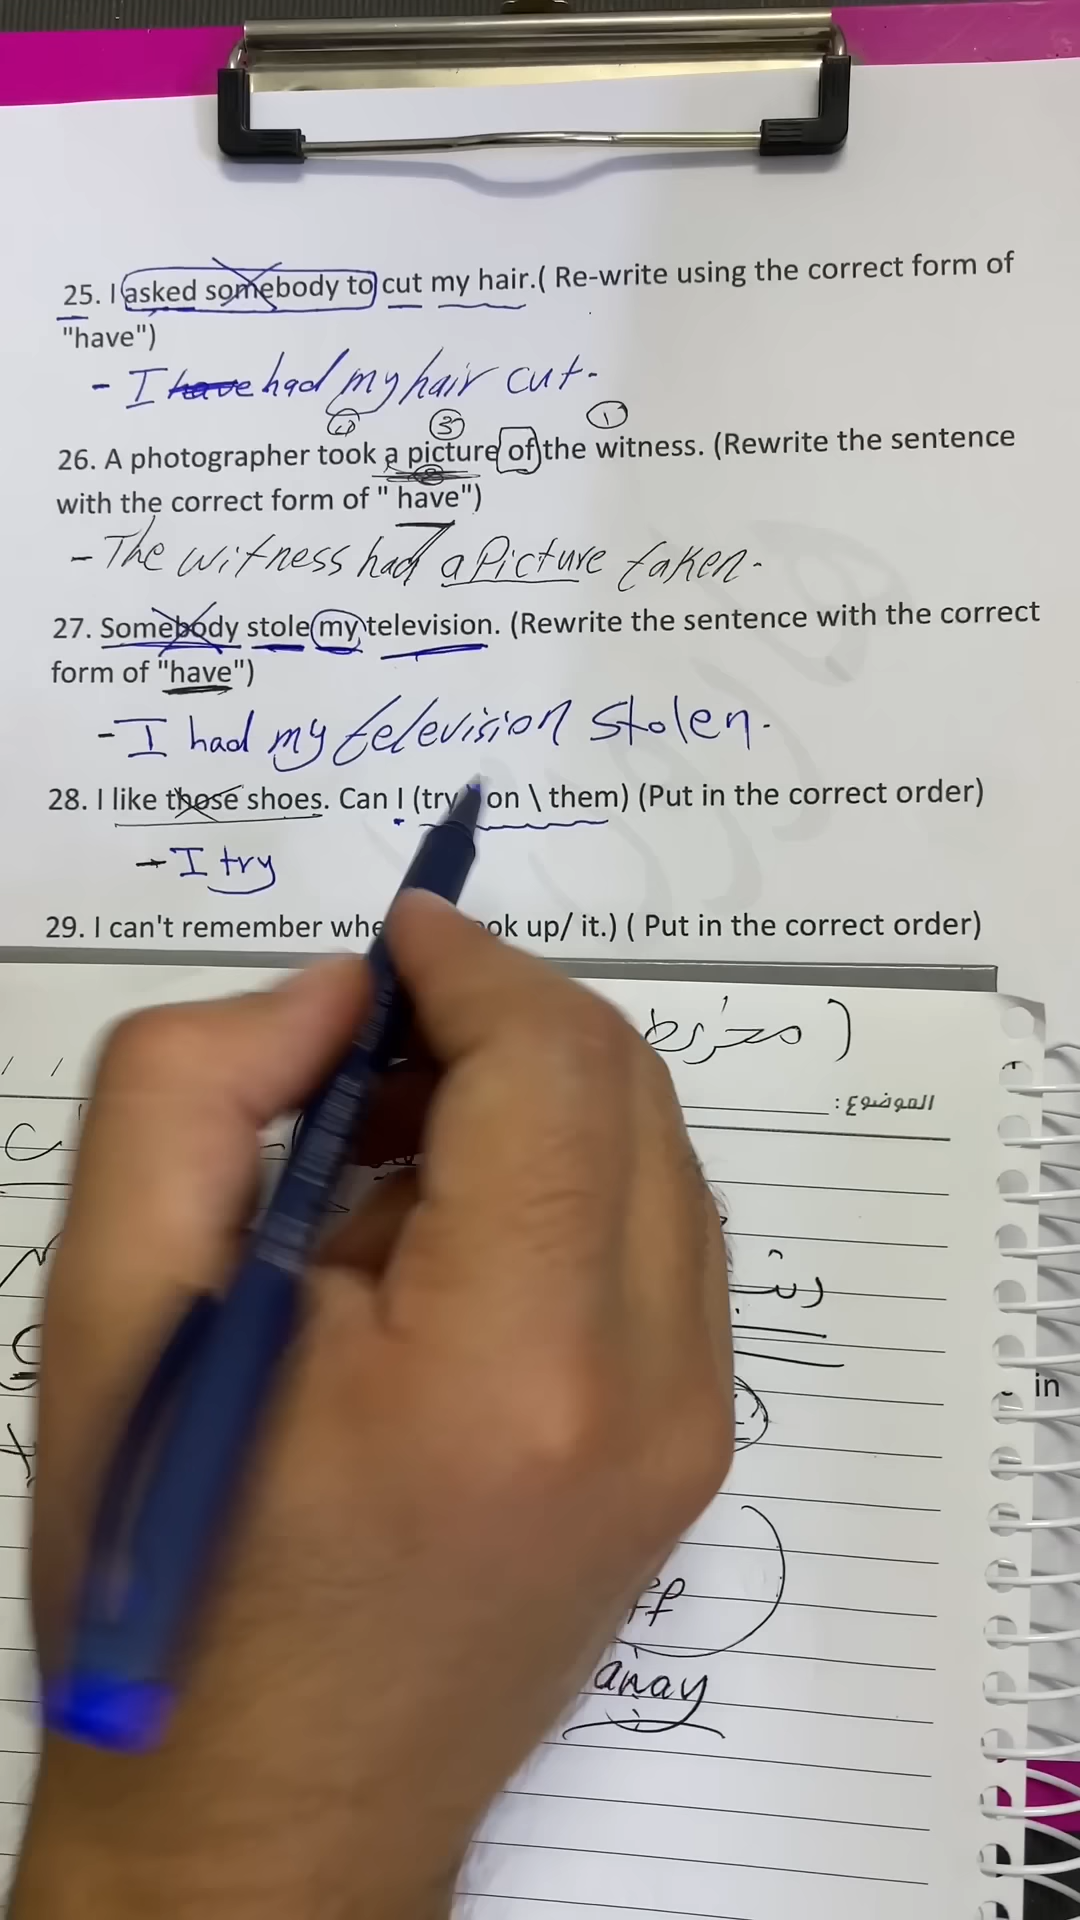 25. I asked somebody to cut my hair.( Re-write using the correct form of
"have")
- I have had my hair cut.
3 1
26. A photographer took a picture of the witness. (Rewrite the sentence
with the correct form of " have")
- The witness had a Picture taken.
27. Somebody stole my television. (Rewrite the sentence with the correct
form of "have")
- I had my television stolen.
28. I like those shoes. Can I (try on \ them) (Put in the correct order)
- I try
29. I can't remember ok up/ it.) ( Put in the correct order)
الموضوع:
in
away